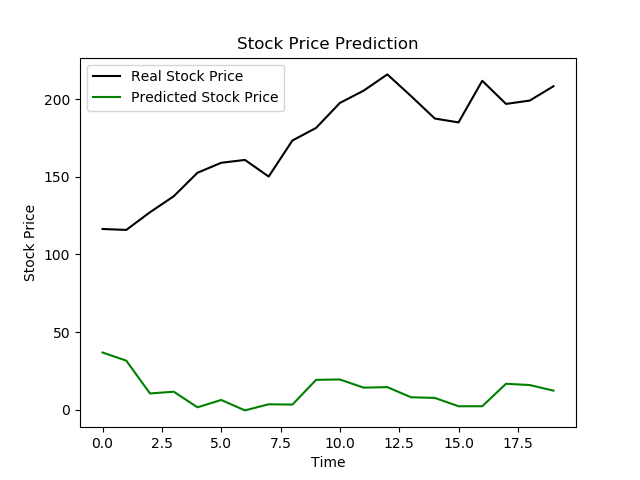 Stock Price Prediction
Real Stock Price
Predicted Stock Price
200
150
100
50
0
Stock Price
0.0 2.5 5.0 7.5 10.0 12.5 15.0 17.5
Time